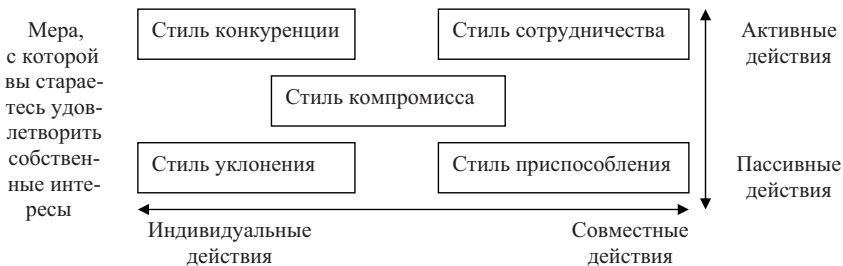 Мера,
с которой
вы старае-
тесь удов-
летворить
собствен-
ные инте-
ресы
Стиль конкуренции
Стиль сотрудничества
Стиль компромисса
Стиль уклонения
Стиль приспособления
Активные
действия
Пассивные
действия
Индивидуальные
действия
Совместные
действия